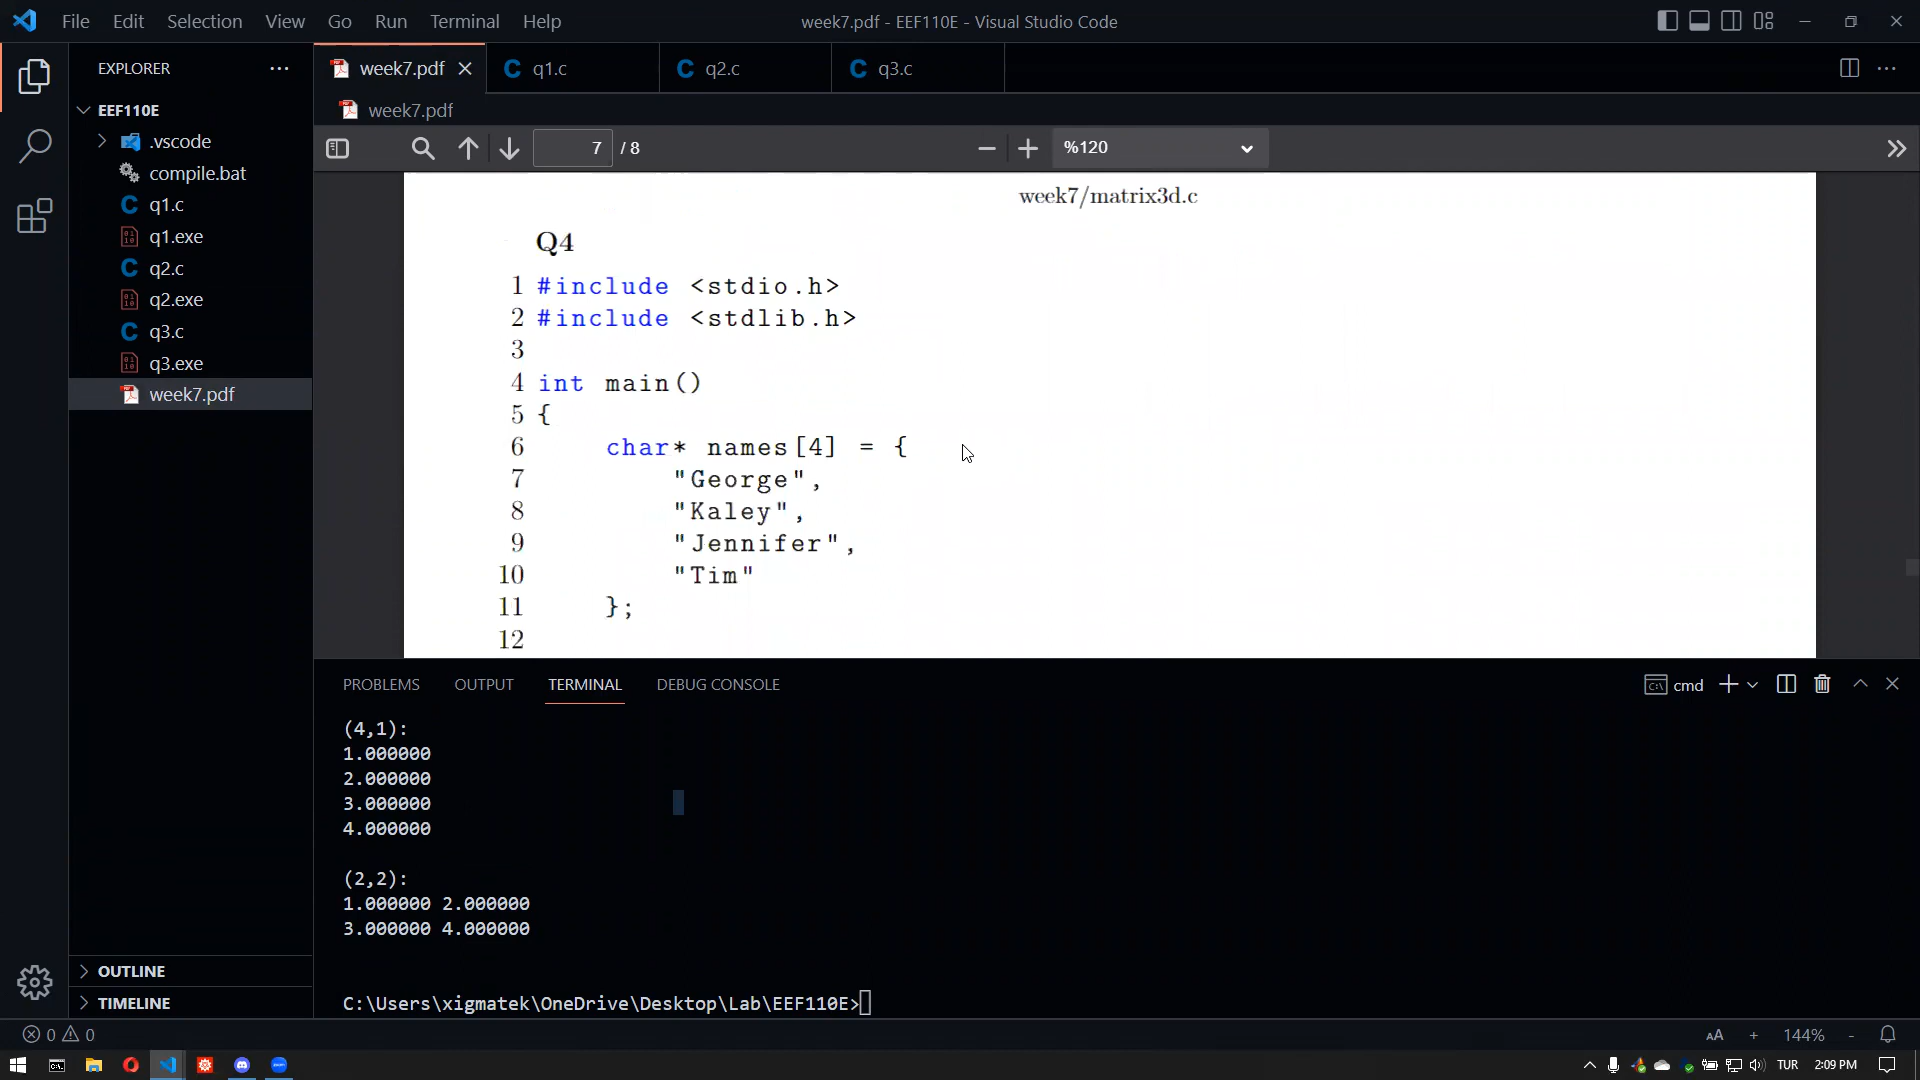 File Edit Selection View Go Run Terminal Help week7.pdf - EEF110E - Visual Studio Code
EXPLORER
EEF110E
.vscode
compile.bat
q1.c
q1.exe
q2.c
q2.exe
q3.c
q3.exe
week7.pdf
OUTLINE
TIMELINE
week7.pdf q1.c q2.c q3.c
week7.pdf
7 / 8 %120
week7/matrix3d.c
Q4
1 #include <stdio.h>
2 #include <stdlib.h>
3
4 int main()
5 {
6 char* names[4] = {
7 "George",
8 "Kaley",
9 "Jennifer",
10 "Tim"
11 };
12
PROBLEMS OUTPUT TERMINAL DEBUG CONSOLE cmd
(4,1):
1.000000
2.000000
3.000000
4.000000
(2,2):
1.000000 2.000000
3.000000 4.000000
C:\Users\xigmatek\OneDrive\Desktop\Lab\EEF110E>
0 0 AA + 144% -
TUR 2:09 PM